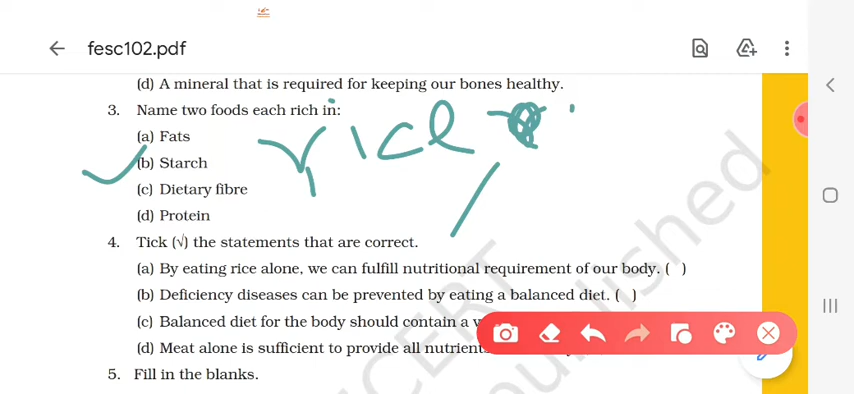 fesc102.pdf
(d) A mineral that is required for keeping our bones healthy.
3. Name two foods each rich in:
(a) Fats
rice
(b) Starch
(c) Dietary fibre
(d) Protein
4. Tick (√) the statements that are correct.
(a) By eating rice alone, we can fulfill nutritional requirement of our body. ( )
(b) Deficiency diseases can be prevented by eating a balanced diet. ( )
(c) Balanced diet for the body should contain a
(d) Meat alone is sufficient to provide all nutrients
5. Fill in the blanks.